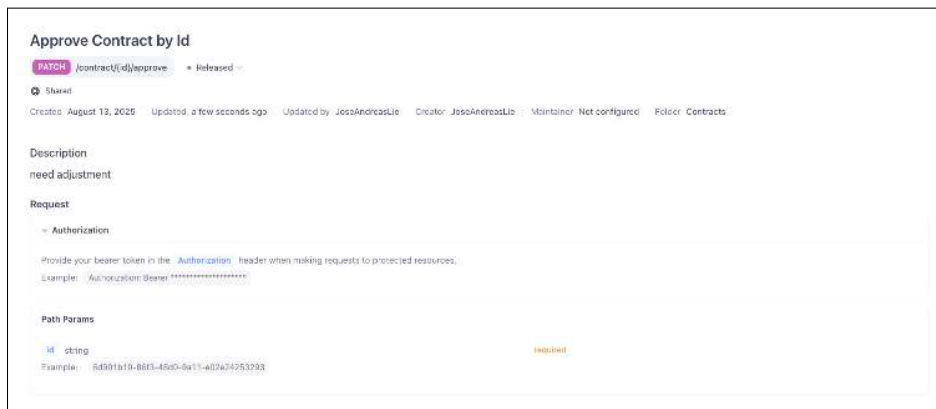 Approve Contract by Id
PATCH /contract/{id}/approve Released
Shared
Created August 13, 2025 Updated a few seconds ago Updated by JoseAndreasLie Creator JoseAndreasLie Maintainer Not configured Folder Contracts
Description
need adjustment
Request
Authorization
Provide your bearer token in the Authorization header when making requests to protected resources.
Example: Authorization: Bearer ********************
Path Params
id string required
Example: